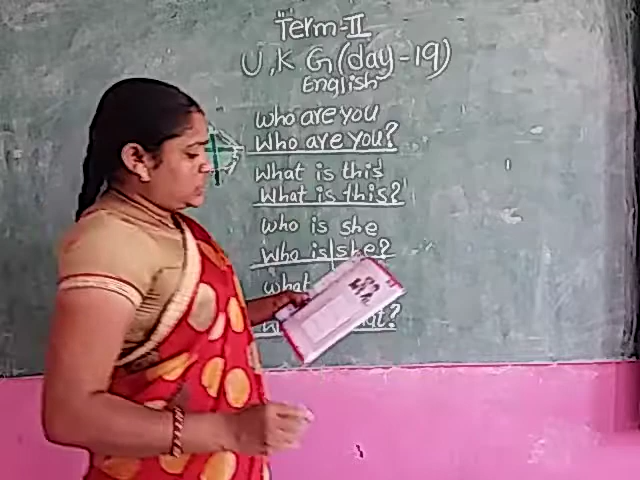 Term-II
U.K G (day-19)
English
who are you
Who are you?
What is this
What is this?
who is she
Who is she?
what